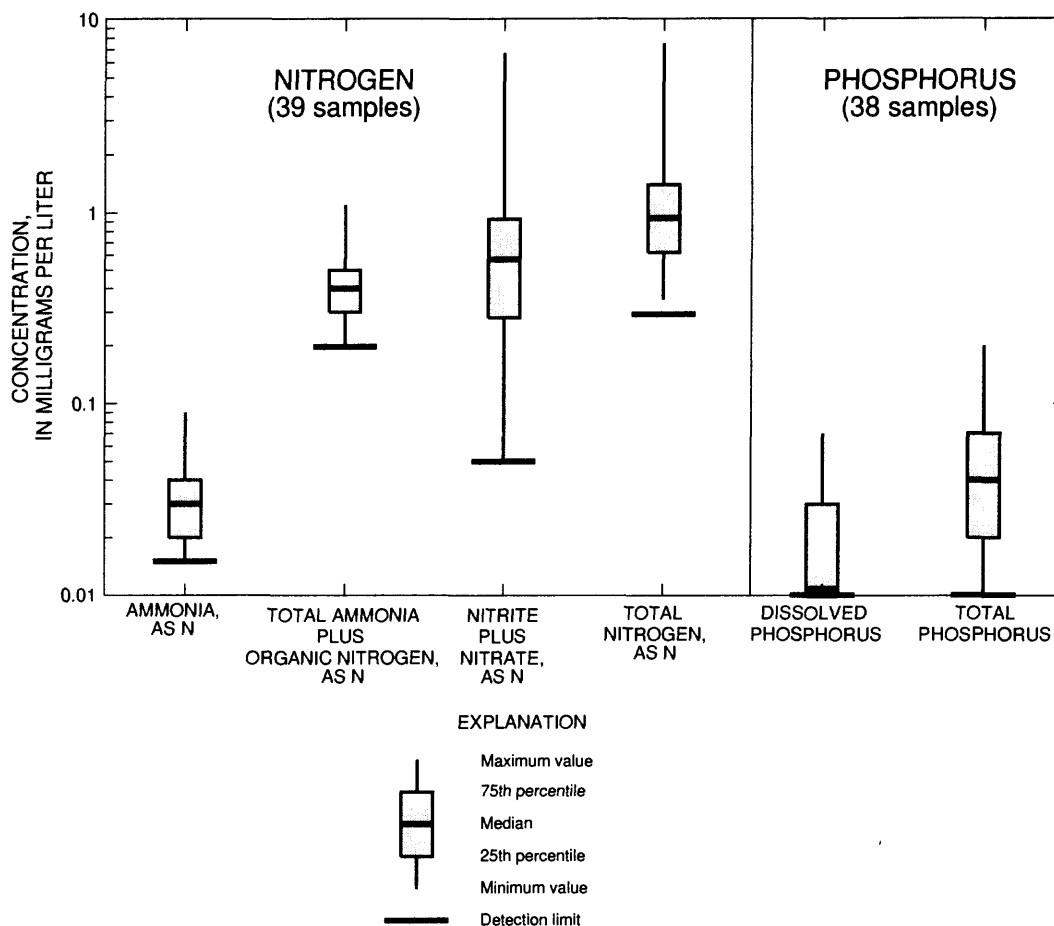 10
1
0.1
0.01
CONCENTRATION,
IN MILLIGRAMS PER LITER
NITROGEN
(39 samples)
PHOSPHORUS
(38 samples)
AMMONIA,
AS N
TOTAL AMMONIA
PLUS
ORGANIC NITROGEN,
AS N
NITRITE
PLUS
NITRATE,
AS N
TOTAL
NITROGEN,
AS N
DISSOLVED
PHOSPHORUS
TOTAL
PHOSPHORUS
EXPLANATION
Maximum value
75th percentile
Median
25th percentile
Minimum value
Detection limit